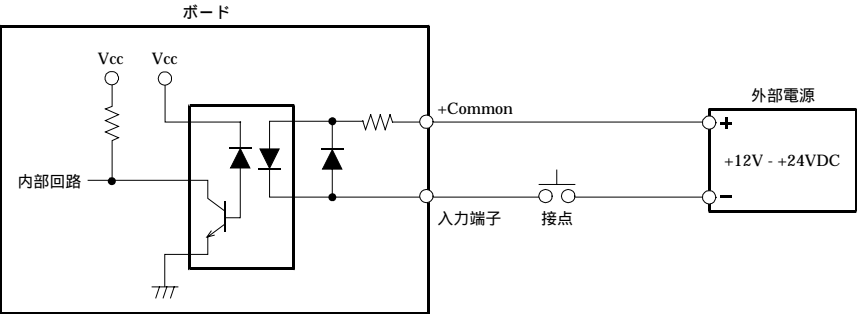 ボード
Vcc Vcc
+Common
外部電源
+
+12V - +24VDC
内部回路
−
入力端子
接点